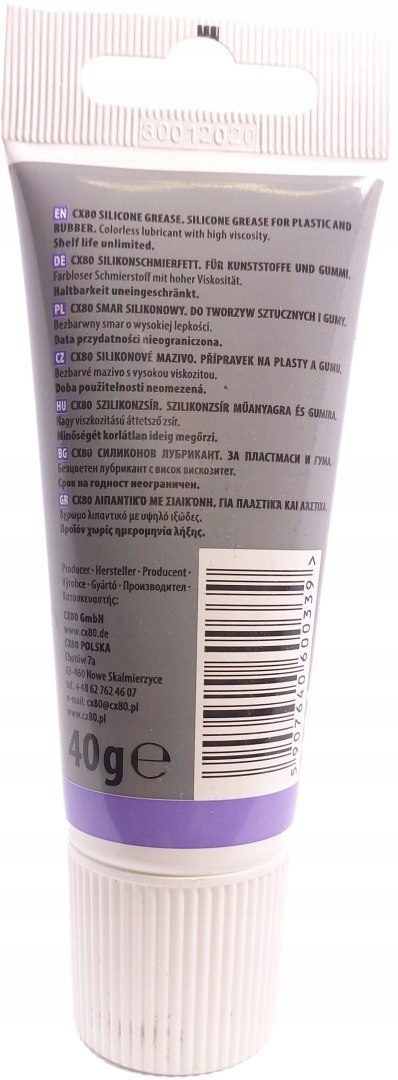 30012020
EN CX80 SILICONE GREASE. SILICONE GREASE FOR PLASTIC AND
RUBBER. Colorless lubricant with high viscosity.
Shelf life unlimited.
DE CX80 SILIKONSCHMIERFETT. FÜR KUNSTSTOFFE UND GUMMI.
Farbloser Schmierstoff mit hoher Viskosität.
Haltbarkeit uneingeschränkt.
PL CX80 SMAR SILIKONOWY. DO TWORZYW SZTUCZNYCH I GUMY.
Bezbarwny smar o wysokiej lepkości.
Data przydatności nieograniczona.
CZ CX80 SILIKONOVÉ MAZIVO. PŘÍPRAVEK NA PLASTY A GUMU.
Bezbarvé mazivo s vysokou viskozitou.
Doba použitelnosti neomezená.
HU CX80 SZILIKONZSÍR. SZILIKONZSÍR MŰANYAGRA ÉS GUMIRA.
Nagy viszkozitású áttetsző zsír.
Minőségét korlátlan ideig megőrzi.
BG CX80 СИЛИКОНОВ ЛУБРИКАНТ. ЗА ПЛАСТМАСИ И ГУМА.
Безцветен лубрикант с висок вискозитет.
Срок на годност неограничен.
GR CX80 ΛΙΠΑΝΤΙΚΌ ΜΕ ΣΙΛΙΚΌΝΗ. ΓΙΑ ΠΛΑΣΤΙΚΆ ΚΑΙ ΛΆΣΤΙΧΑ.
Άχρωμο λιπαντικό με υψηλό ιξώδες.
Προϊόν χωρίς ημερομηνία λήξης.
Producer · Hersteller · Producent ·
Výrobce · Gyártó · Производител ·
Κατασκευαστής:
CX80 GmbH
www.cx80.de
CX80 POLSKA
Chotów 7a
63-460 Nowe Skalmierzyce
tel. +48 62 762 46 07
e-mail: cx80@cx80.pl
www.cx80.pl
40g e
5 907640 600339 >